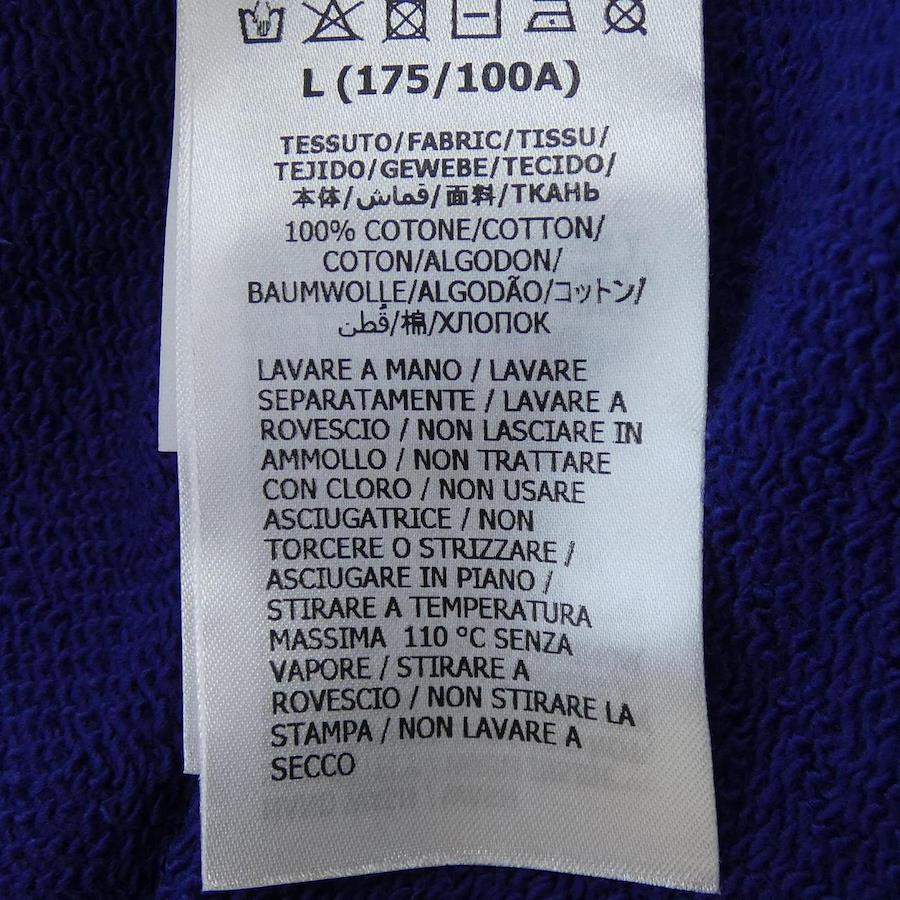 L (175/100A)
TESSUTO/FABRIC/TISSU/
TEJIDO/GEWEBE/TECIDO/
本体/قماش/面料/ТКАНЬ
100% COTONE/COTTON/
COTON/ALGODON/
BAUMWOLLE/ALGODÃO/コットン/
قُطن/棉/ХЛОПОК
LAVARE A MANO / LAVARE
SEPARATAMENTE / LAVARE A
ROVESCIO / NON LASCIARE IN
AMMOLLO / NON TRATTARE
CON CLORO / NON USARE
ASCIUGATRICE / NON
TORCERE O STRIZZARE /
ASCIUGARE IN PIANO /
STIRARE A TEMPERATURA
MASSIMA 110 °C SENZA
VAPORE / STIRARE A
ROVESCIO / NON STIRARE LA
STAMPA / NON LAVARE A
SECCO